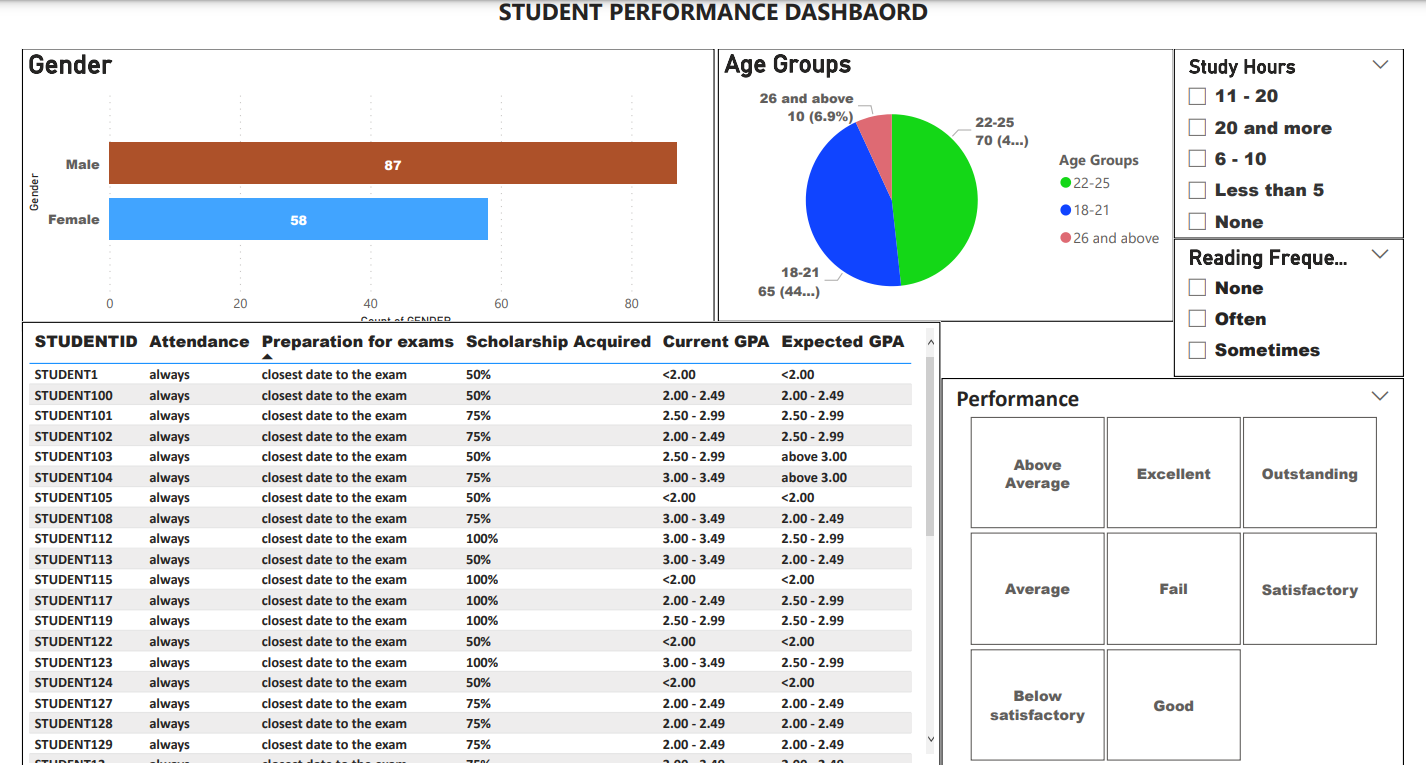 STUDENT PERFORMANCE DASHBAORD
Gender
Gender
Male
87
Female
58
0 20 40 60 80
Count of GENDER
Age Groups
26 and above
10 (6.9%)
22-25
70 (4...)
18-21
65 (44...)
Age Groups
22-25
18-21
26 and above
Study Hours
11 - 20
20 and more
6 - 10
Less than 5
None
Reading Freque...
None
Often
Sometimes
STUDENTID Attendance Preparation for exams Scholarship Acquired Current GPA Expected GPA
STUDENT1 always closest date to the exam 50% <2.00 <2.00
STUDENT100 always closest date to the exam 50% 2.00 - 2.49 2.00 - 2.49
STUDENT101 always closest date to the exam 75% 2.50 - 2.99 2.50 - 2.99
STUDENT102 always closest date to the exam 75% 2.00 - 2.49 2.50 - 2.99
STUDENT103 always closest date to the exam 50% 2.50 - 2.99 above 3.00
STUDENT104 always closest date to the exam 75% 3.00 - 3.49 above 3.00
STUDENT105 always closest date to the exam 50% <2.00 <2.00
STUDENT108 always closest date to the exam 75% 3.00 - 3.49 2.00 - 2.49
STUDENT112 always closest date to the exam 100% 3.00 - 3.49 2.50 - 2.99
STUDENT113 always closest date to the exam 50% 3.00 - 3.49 2.00 - 2.49
STUDENT115 always closest date to the exam 100% <2.00 <2.00
STUDENT117 always closest date to the exam 100% 2.00 - 2.49 2.50 - 2.99
STUDENT119 always closest date to the exam 100% 2.50 - 2.99 2.50 - 2.99
STUDENT122 always closest date to the exam 50% <2.00 <2.00
STUDENT123 always closest date to the exam 100% 3.00 - 3.49 2.50 - 2.99
STUDENT124 always closest date to the exam 50% <2.00 <2.00
STUDENT127 always closest date to the exam 75% 2.00 - 2.49 2.00 - 2.49
STUDENT128 always closest date to the exam 75% 2.00 - 2.49 2.00 - 2.49
STUDENT129 always closest date to the exam 75% 2.00 - 2.49 2.00 - 2.49
Performance
Above
Average
Excellent
Outstanding
Average
Fail
Satisfactory
Below
satisfactory
Good